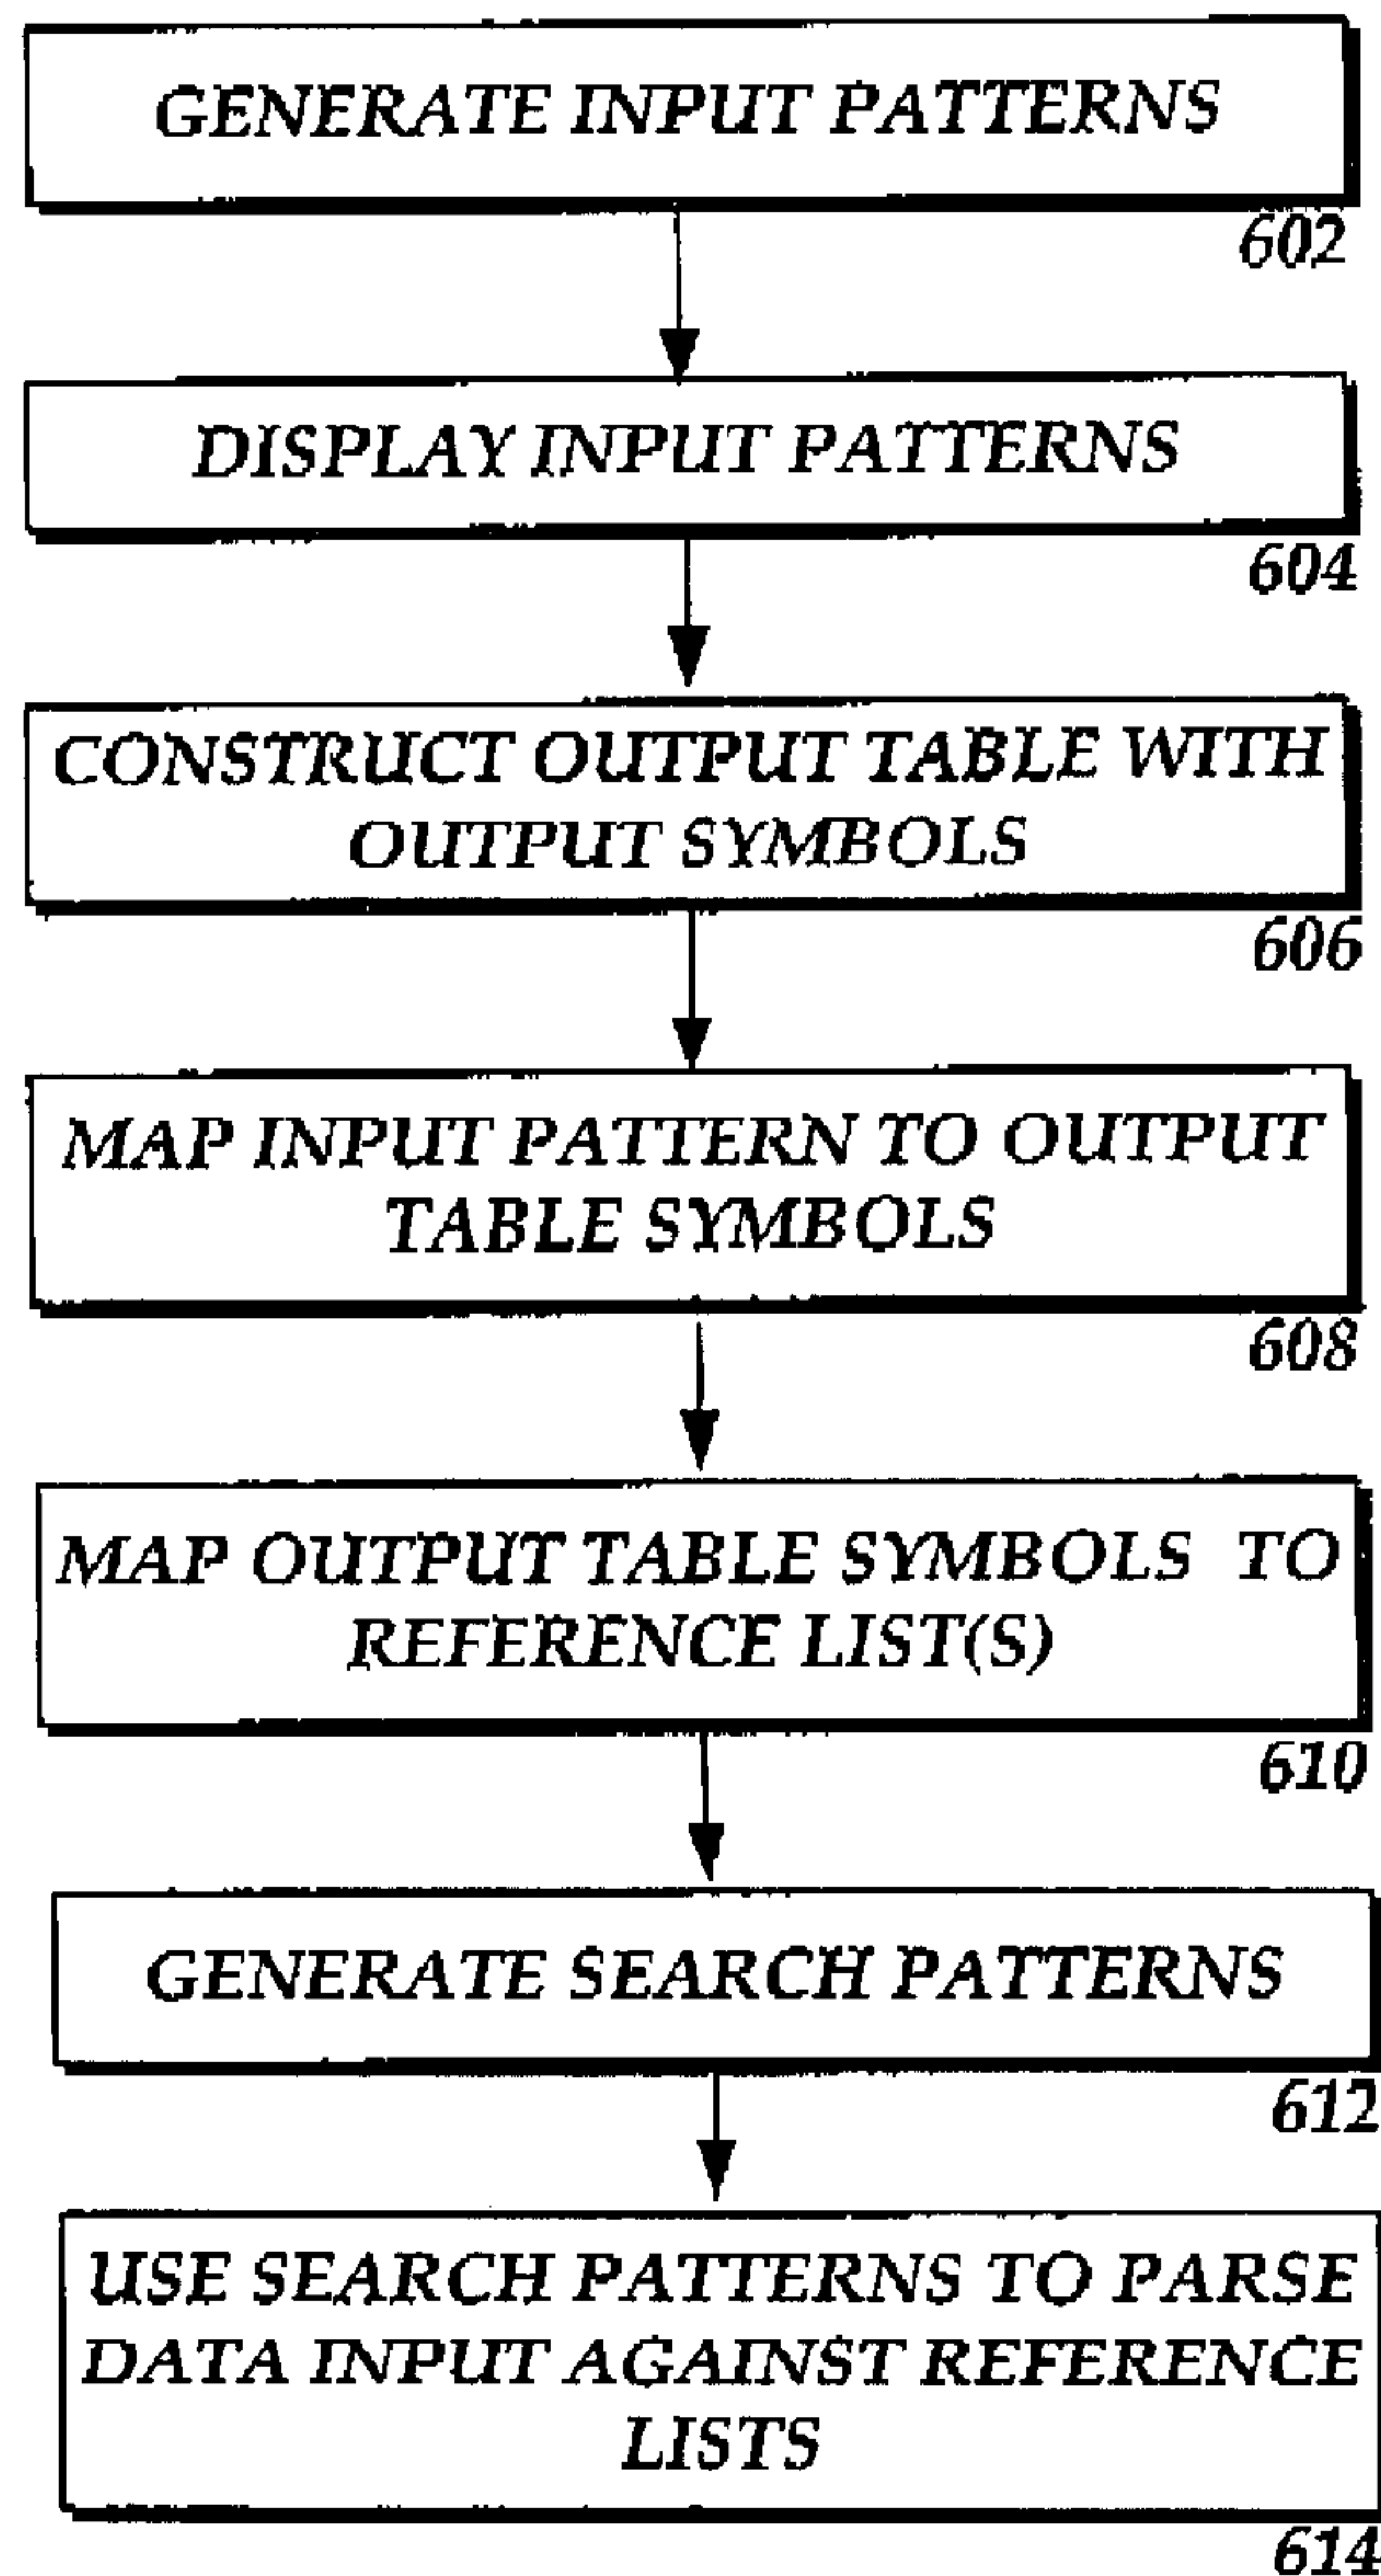 GENERATE INPUT PATTERNS
602
DISPLAY INPUT PATTERNS
604
CONSTRUCT OUTPUT TABLE WITH
OUTPUT SYMBOLS
606
MAP INPUT PATTERN TO OUTPUT
TABLE SYMBOLS
608
MAP OUTPUT TABLE SYMBOLS TO
REFERENCE LIST(S)
610
GENERATE SEARCH PATTERNS
612
USE SEARCH PATTERNS TO PARSE
DATA INPUT AGAINST REFERENCE
LISTS
614